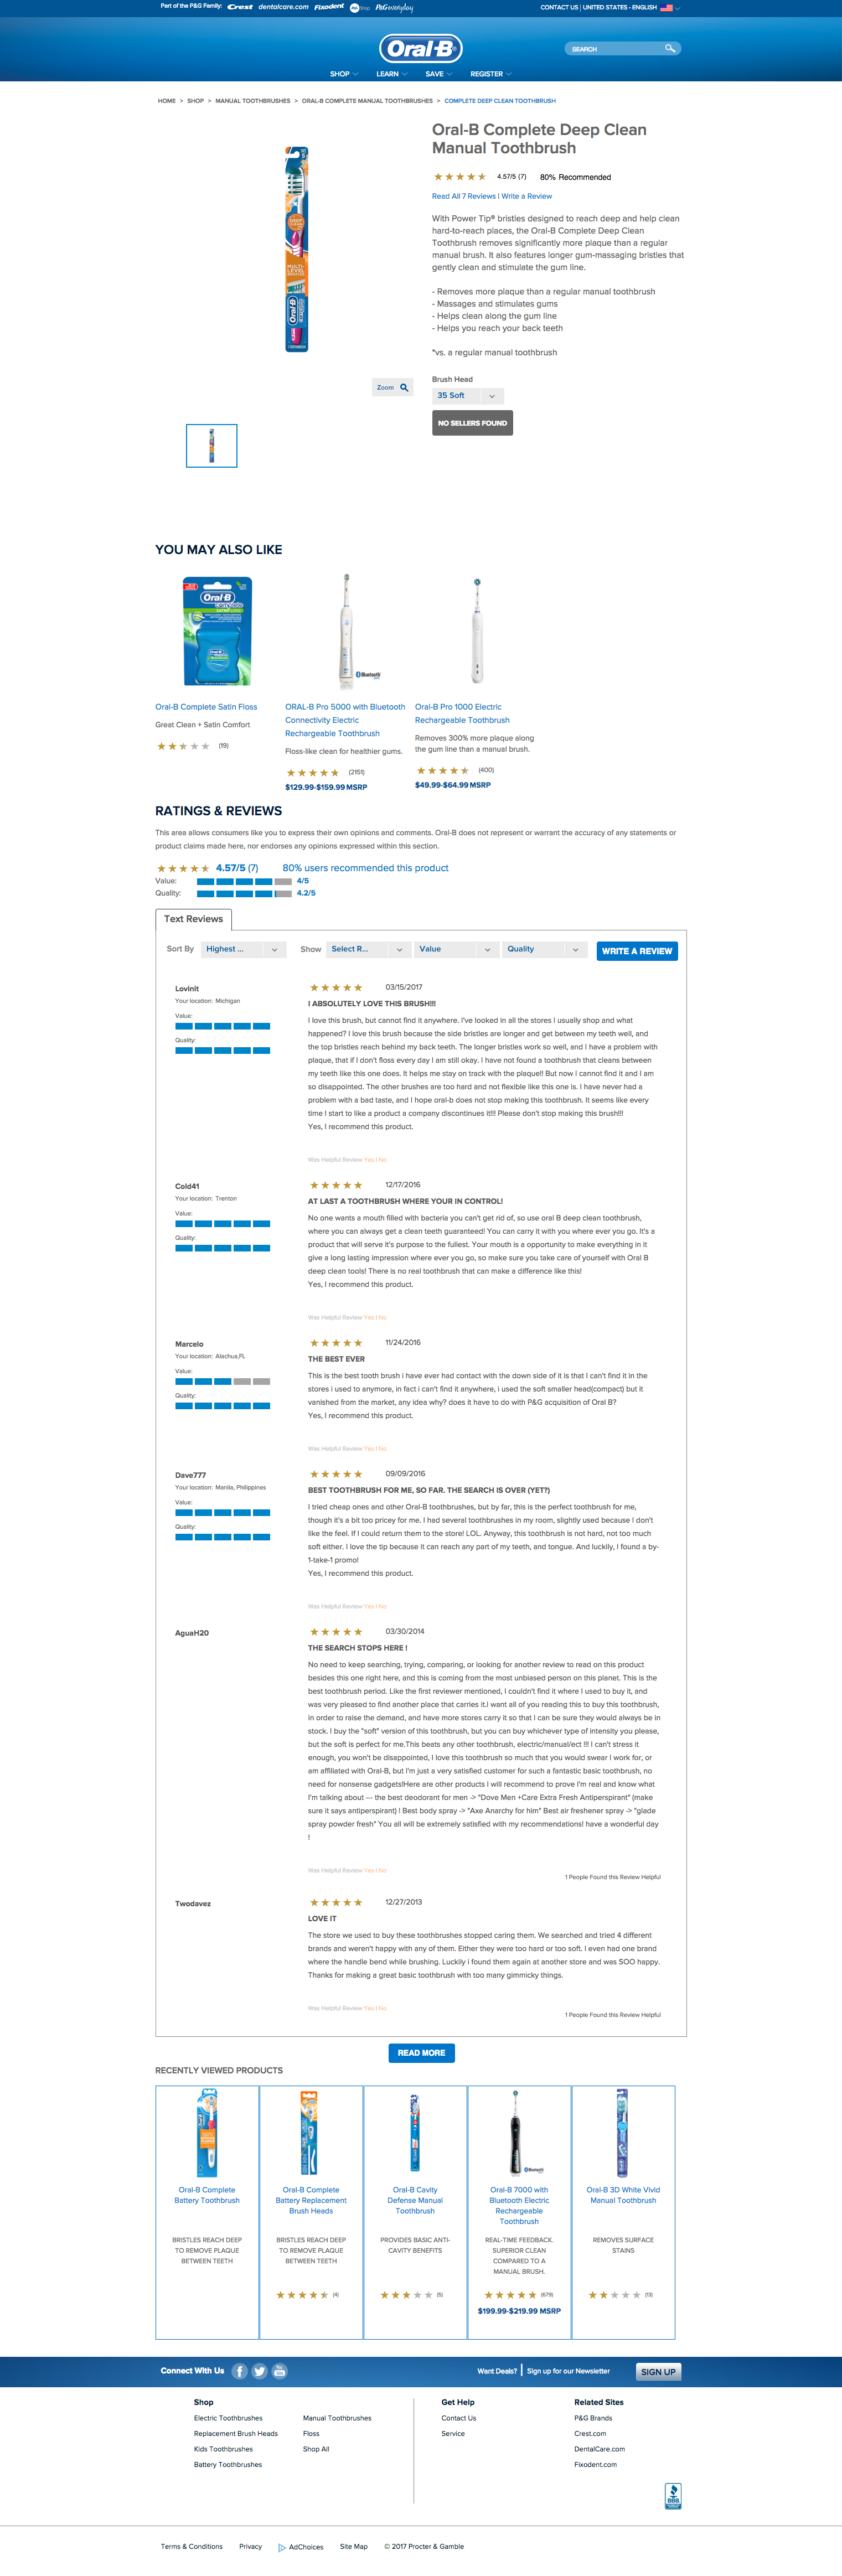 Part of the P&G Family: Crest dentalcare.com Fixodent P&G everyday
CONTACT US | UNITED STATES - ENGLISH
Oral-B
SEARCH
SHOP LEARN SAVE REGISTER
HOME > SHOP > MANUAL TOOTHBRUSHES > ORAL-B COMPLETE MANUAL TOOTHBRUSHES > COMPLETE DEEP CLEAN TOOTHBRUSH
Oral-B Complete Deep Clean
Manual Toothbrush
4.57/5 (7) 80% Recommended
Read All 7 Reviews | Write a Review
With Power Tip® bristles designed to reach deep and help clean
hard-to-reach places, the Oral-B Complete Deep Clean
Toothbrush removes significantly more plaque than a regular
manual brush. It also features longer gum-massaging bristles that
gently clean and stimulate the gum line.
- Removes more plaque than a regular manual toothbrush
- Massages and stimulates gums
- Helps clean along the gum line
- Helps you reach your back teeth
*vs. a regular manual toothbrush
DEEP CLEAN
MULTI-LEVEL
Oral-B
Zoom
Brush Head
35 Soft
NO SELLERS FOUND
YOU MAY ALSO LIKE
Oral-B
complete
Bluetooth
Oral-B Complete Satin Floss
Great Clean + Satin Comfort
(19)
ORAL-B Pro 5000 with Bluetooth
Connectivity Electric
Rechargeable Toothbrush
Floss-like clean for healthier gums.
(2151)
$129.99-$159.99 MSRP
Oral-B Pro 1000 Electric
Rechargeable Toothbrush
Removes 300% more plaque along
the gum line than a manual brush.
(400)
$49.99-$64.99 MSRP
RATINGS & REVIEWS
This area allows consumers like you to express their own opinions and comments. Oral-B does not represent or warrant the accuracy of any statements or
product claims made here, nor endorses any opinions expressed within this section.
4.57/5 (7) 80% users recommended this product
Value: 4/5
Quality: 4.2/5
Text Reviews
Sort By Highest ... Show Select R... Value Quality WRITE A REVIEW
Lovinit
Your location: Michigan
Value:
Quality:
03/15/2017
I ABSOLUTELY LOVE THIS BRUSH!!!!
I love this brush, but cannot find it anywhere. I've looked in all the stores I usually shop and what
happened? I love this brush because the side bristles are longer and get between my teeth well, and
the top bristles reach behind my back teeth. The longer bristles work so well, and I have a problem with
plaque, that if I don't floss every day I am still okay. I have not found a toothbrush that cleans between
my teeth like this one does. It helps me stay on track with the plaque!! But now I cannot find it and I am
so disappointed. The other brushes are too hard and not flexible like this one is. I have never had a
problem with a bad taste, and I hope oral-b does not stop making this toothbrush. It seems like every
time I start to like a product a company discontinues it!!! Please don't stop making this brush!!!
Yes, I recommend this product.
Was Helpful Review Yes | No
Cold41
Your location: Trenton
Value:
Quality:
12/17/2016
AT LAST A TOOTHBRUSH WHERE YOUR IN CONTROL!
No one wants a mouth filled with bacteria you can't get rid of, so use oral B deep clean toothbrush,
where you can always get a clean teeth guaranteed! You can carry it with you where ever you go. It's a
product that will serve it's purpose to the fullest. Your mouth is a opportunity to make everything in it
give a long lasting impression where ever you go, so make sure you take care of yourself with Oral B
deep clean tools! There is no real toothbrush that can make a difference like this!
Yes, I recommend this product.
Was Helpful Review Yes | No
Marcelo
Your location: Alachua,FL
Value:
Quality:
11/24/2016
THE BEST EVER
This is the best tooth brush i have ever had contact with the down side of it is that I can't find it in the
stores i used to anymore, in fact i can't find it anywhere, i used the soft smaller head(compact) but it
vanished from the market, any idea why? does it have to do with P&G acquisition of Oral B?
Yes, I recommend this product.
Was Helpful Review Yes | No
Dave777
Your location: Manila, Philippines
Value:
Quality:
09/09/2016
BEST TOOTHBRUSH FOR ME, SO FAR. THE SEARCH IS OVER (YET?)
I tried cheap ones and other Oral-B toothbrushes, but by far, this is the perfect toothbrush for me,
though it's a bit too pricey for me. I had several toothbrushes in my room, slightly used because I don't
like the feel. If I could return them to the store! LOL. Anyway, this toothbrush is not hard, not too much
soft either. I love the tip because it can reach any part of my teeth, and tongue. And luckily, I found a by-
1-take-1 promo!
Yes, I recommend this product.
Was Helpful Review Yes | No
AguaH20
03/30/2014
THE SEARCH STOPS HERE !
No need to keep searching, trying, comparing, or looking for another review to read on this product
besides this one right here, and this is coming from the most unbiased person on this planet. This is the
best toothbrush period. Like the first reviewer mentioned, I couldn't find it where I used to buy it, and
was very pleased to find another place that carries it.I want all of you reading this to buy this toothbrush,
in order to raise the demand, and have more stores carry it so that I can be sure they would always be in
stock. I buy the "soft" version of this toothbrush, but you can buy whichever type of intensity you please,
but the soft is perfect for me.This beats any other toothbrush, electric/manual/ect !!! I can't stress it
enough, you won't be disappointed, I love this toothbrush so much that you would swear I work for, or
am affiliated with Oral-B, but I'm just a very satisfied customer for such a fantastic basic toothbrush, no
need for nonsense gadgets!Here are other products I will recommend to prove I'm real and know what
I'm talking about --- the best deodorant for men -> "Dove Men +Care Extra Fresh Antiperspirant" (make
sure it says antiperspirant) ! Best body spray -> "Axe Anarchy for him" Best air freshener spray -> "glade
spray powder fresh" You all will be extremely satisfied with my recommendations! have a wonderful day
!
Was Helpful Review Yes | No
1 People Found this Review Helpful
Twodavez
12/27/2013
LOVE IT
The store we used to buy these toothbrushes stopped caring them. We searched and tried 4 different
brands and weren't happy with any of them. Either they were too hard or too soft. I even had one brand
where the handle bend while brushing. Luckily i found them again at another store and was SOO happy.
Thanks for making a great basic toothbrush with too many gimmicky things.
Was Helpful Review Yes | No
1 People Found this Review Helpful
READ MORE
RECENTLY VIEWED PRODUCTS
Bluetooth
Oral-B Complete
Battery Toothbrush
BRISTLES REACH DEEP
TO REMOVE PLAQUE
BETWEEN TEETH
Oral-B Complete
Battery Replacement
Brush Heads
BRISTLES REACH DEEP
TO REMOVE PLAQUE
BETWEEN TEETH
(4)
Oral-B Cavity
Defense Manual
Toothbrush
PROVIDES BASIC ANTI-
CAVITY BENEFITS
(5)
Oral-B 7000 with
Bluetooth Electric
Rechargeable
Toothbrush
REAL-TIME FEEDBACK.
SUPERIOR CLEAN
COMPARED TO A
MANUAL BRUSH.
(679)
$199.99-$219.99 MSRP
Oral-B 3D White Vivid
Manual Toothbrush
REMOVES SURFACE
STAINS
(13)
Connect With Us
Want Deals? Sign up for our Newsletter SIGN UP
Shop
Electric Toothbrushes
Replacement Brush Heads
Kids Toothbrushes
Battery Toothbrushes
Manual Toothbrushes
Floss
Shop All
Get Help
Contact Us
Service
Related Sites
P&G Brands
Crest.com
DentalCare.com
Fixodent.com
BBB
Terms & Conditions Privacy AdChoices Site Map © 2017 Procter & Gamble